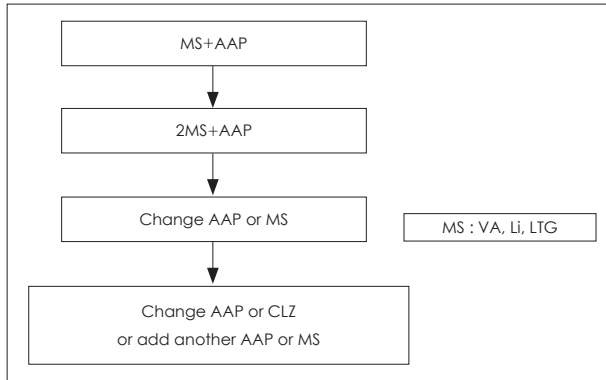 MS+AAP
2MS+AAP
Change AAP or MS
MS : VA, Li, LTG
Change AAP or CLZ
or add another AAP or MS